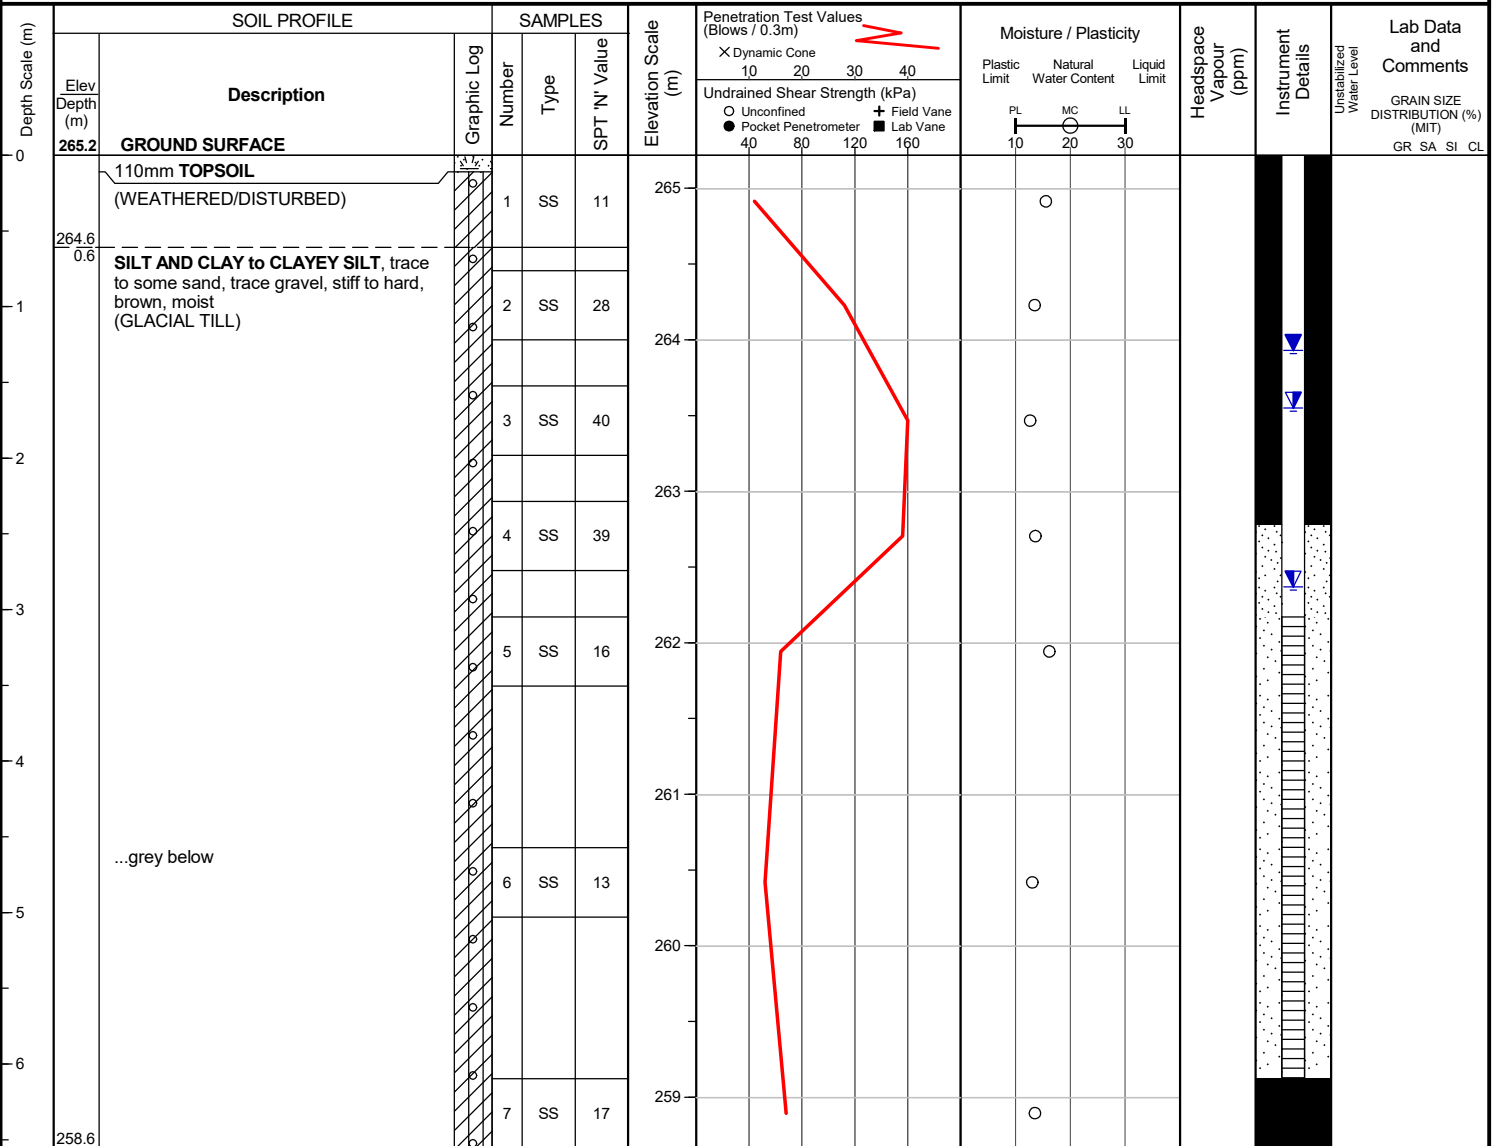 Depth Scale (m)
SOIL PROFILE
Elev
Depth
(m)
265.2
Description
GROUND SURFACE
Graphic Log
SAMPLES
Number
Type
SPT 'N' Value
Elevation Scale
(m)
Penetration Test Values
(Blows / 0.3m)
Dynamic Cone
10 20 30 40
Undrained Shear Strength (kPa)
Unconfined
Field Vane
Pocket Penetrometer
Lab Vane
40 80 120 160
Moisture / Plasticity
Plastic
Limit
Natural
Water Content
Liquid
Limit
PL MC LL
10 20 30
Headspace
Vapour
(ppm)
Instrument
Details
Unstabilized
Water Level
Lab Data
and
Comments
GRAIN SIZE
DISTRIBUTION (%)
(MIT)
GR SA SI CL
0
110mm TOPSOIL
(WEATHERED/DISTURBED)
264.6
0.6
SILT AND CLAY to CLAYEY SILT, trace
to some sand, trace gravel, stiff to hard,
brown, moist
(GLACIAL TILL)
...grey below
258.6
1
2
3
4
5
6
1 SS 11
2 SS 28
3 SS 40
4 SS 39
5 SS 16
6 SS 13
7 SS 17
265
264
263
262
261
260
259